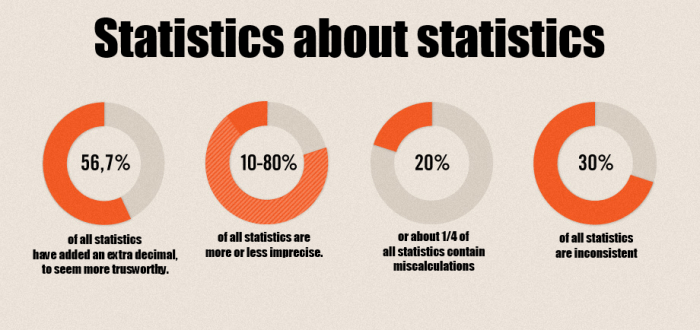 Statistics about statistics
56,7%
of all statistics
have added an extra decimal,
to seem more trusworthy.
10-80%
of all statistics are
more or less imprecise.
20%
or about 1/4 of
all statistics contain
miscalculations
30%
of all statistics
are inconsistent